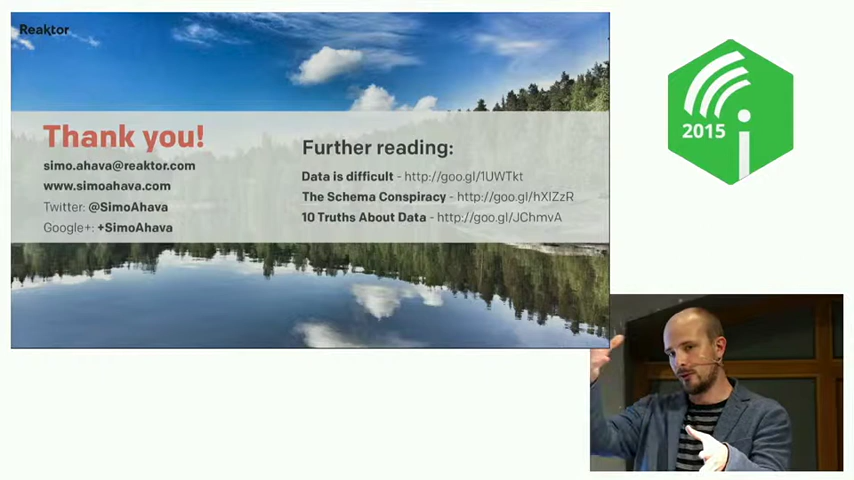 Reaktor
Thank you!
simo.ahava@reaktor.com
www.simoahava.com
Twitter: @SimoAhava
Google+: +SimoAhava
Further reading:
Data is difficult - http://goo.gl/1UWTkt
The Schema Conspiracy - http://goo.gl/hXIZzR
10 Truths About Data - http://goo.gl/JChmvA
2015